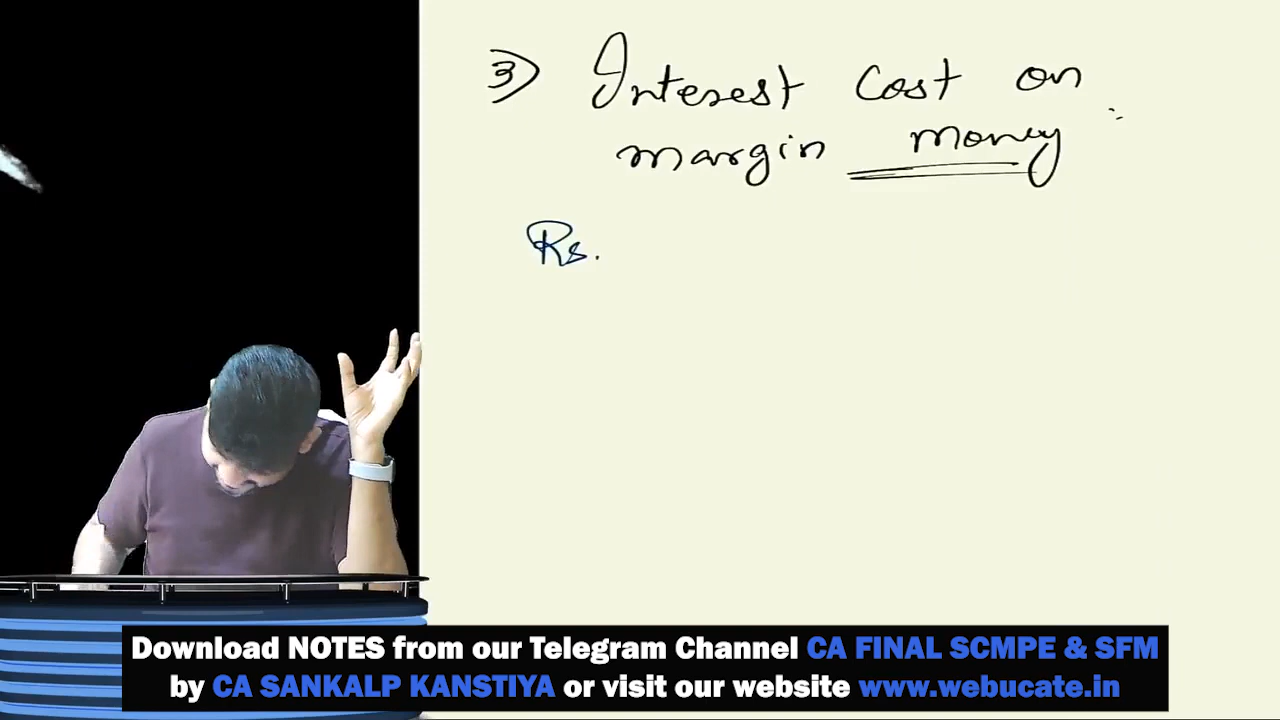 3) Interest Cost on
margin money :-
Rs.
Download NOTES from our Telegram Channel CA FINAL SCMPE & SFM
by CA SANKALP KANSTIYA or visit our website www.webucate.in